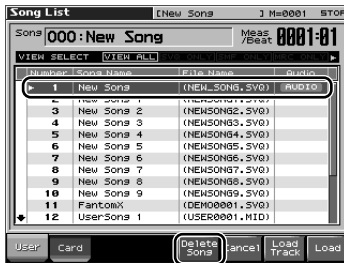 Song List [New Song ] M=0001 STOP
Song 000:New Song Meas/Beat 0001:01
VIEW SELECT VIEW ALL
Number Song Name File Name Audio
1 New Song (NEW_SONG.SVQ) AUDIO
3 New Song 2 (NEWSONG2.SVQ)
4 New Song 3 (NEWSONG3.SVQ)
5 New Song 4 (NEWSONG4.SVQ)
6 New Song 5 (NEWSONG5.SVQ)
7 New Song 6 (NEWSONG6.SVQ)
8 New Song 7 (NEWSONG7.SVQ)
9 New Song 8 (NEWSONG8.SVQ)
10 New Song 9 (NEWSONG9.SVQ)
11 FantomX (DEMO0001.SVQ)
12 UserSong 1 (USER0001.MID)
User Card Delete Song Cancel Load Track Load